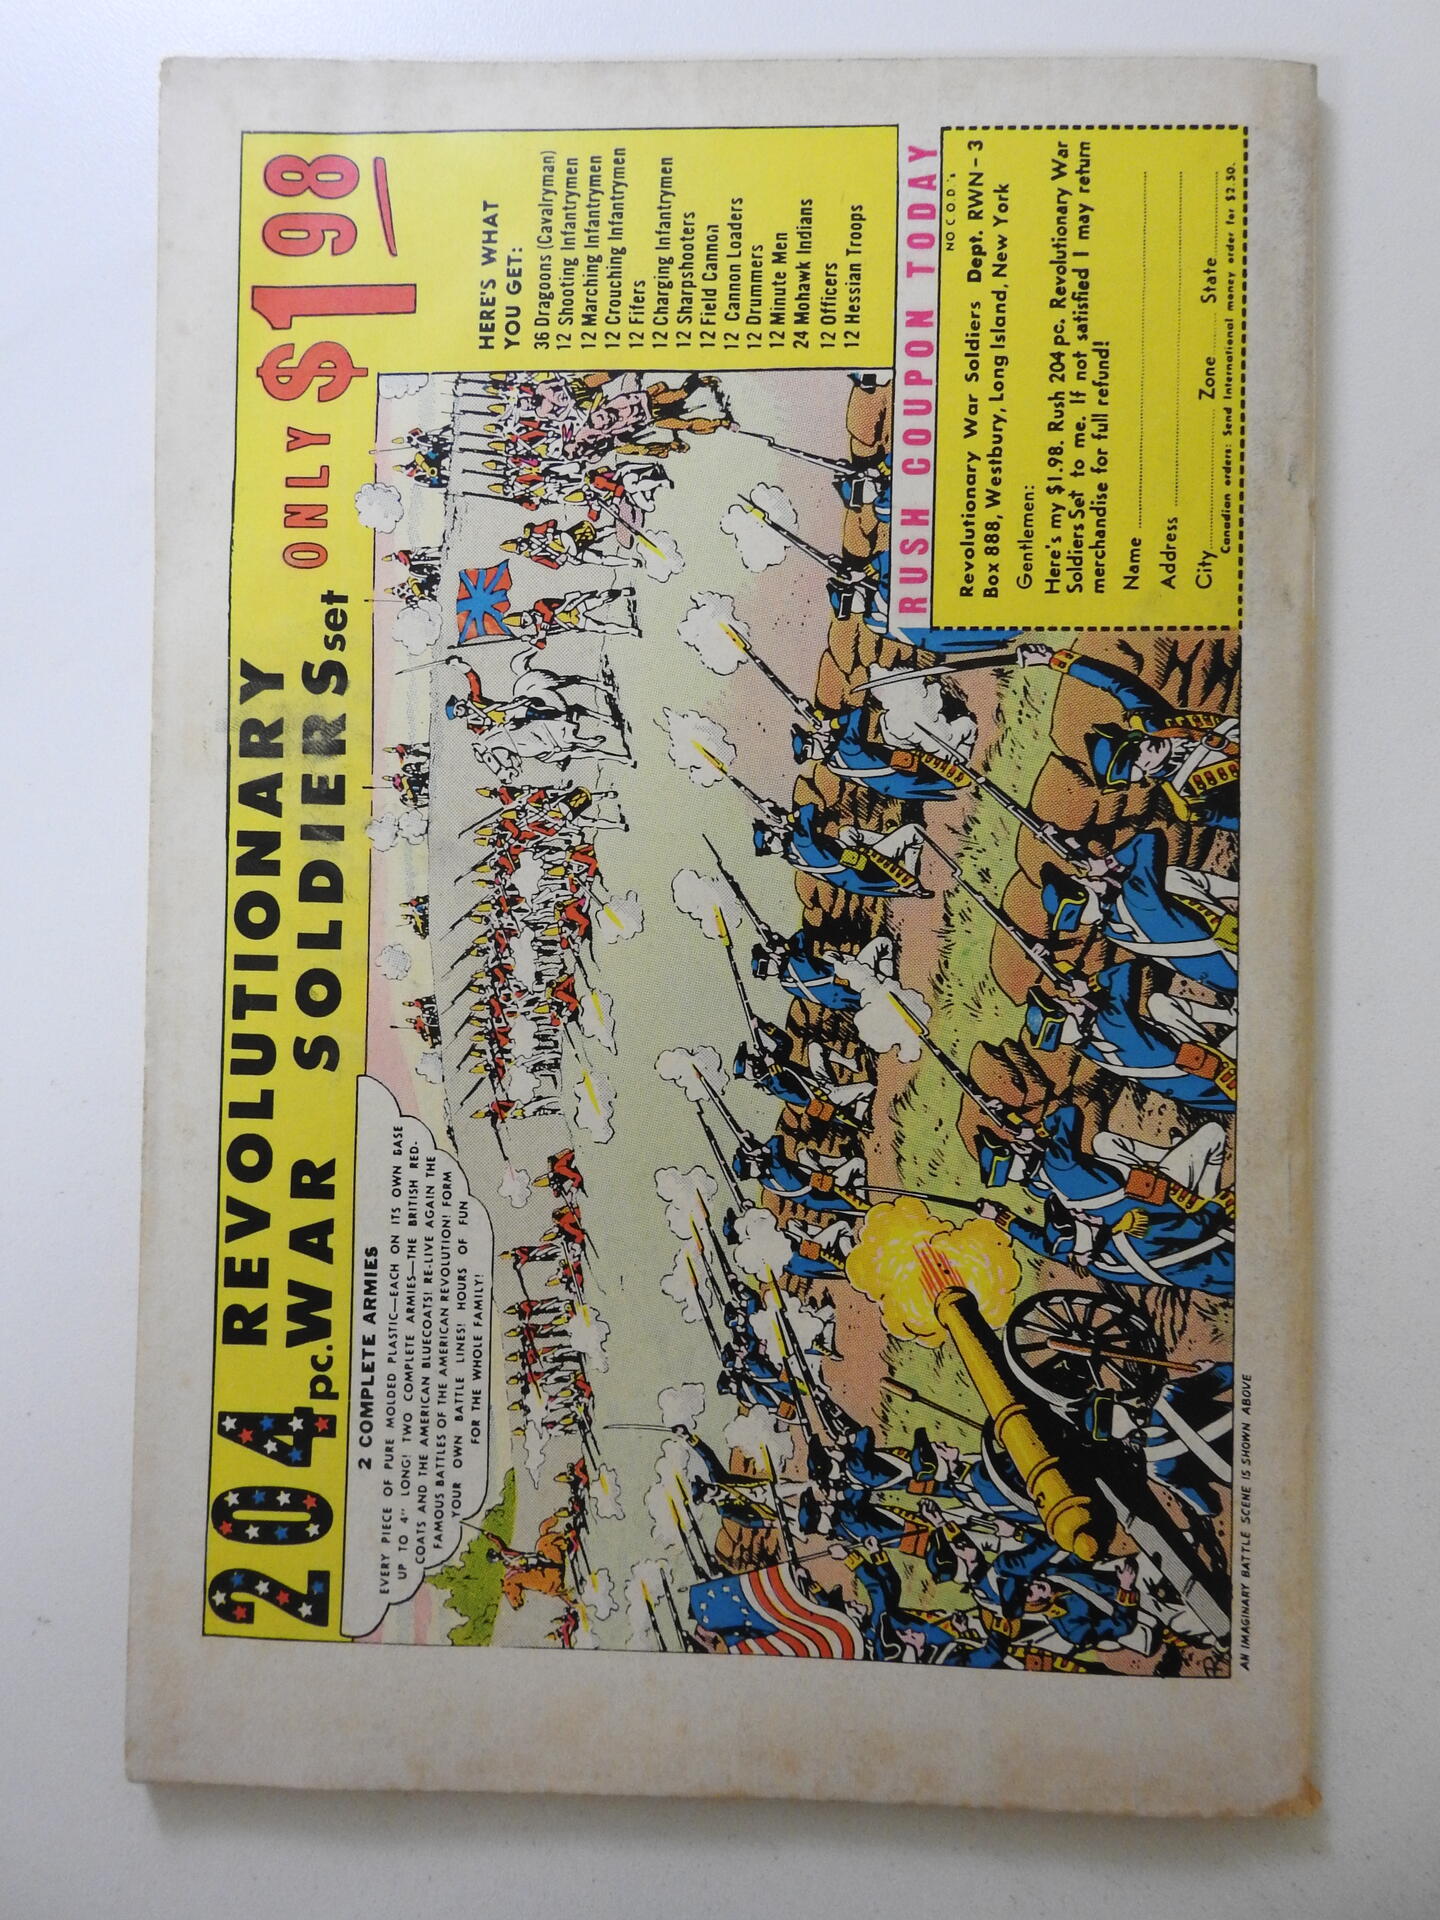 204 pc. REVOLUTIONARY
WAR SOLDIERS set
ONLY $1 98
2 COMPLETE ARMIES
EVERY PIECE OF PURE MOLDED PLASTIC—EACH ON ITS OWN BASE
UP TO 4" LONG! TWO COMPLETE ARMIES—THE BRITISH RED-
COATS AND THE AMERICAN BLUECOATS! RE-LIVE AGAIN THE
FAMOUS BATTLES OF THE AMERICAN REVOLUTION! FORM
YOUR OWN BATTLE LINES! HOURS OF FUN
FOR THE WHOLE FAMILY!
HERE'S WHAT
YOU GET:
36 Dragoons (Cavalryman)
12 Shooting Infantrymen
12 Marching Infantrymen
12 Crouching Infantrymen
12 Fifers
12 Charging Infantrymen
12 Sharpshooters
12 Field Cannon
12 Cannon Loaders
12 Drummers
12 Minute Men
24 Mohawk Indians
12 Officers
12 Hessian Troops
RUSH COUPON TODAY
NO C.O.D.'s
Revolutionary War Soldiers Dept. RWN-3
Box 888, Westbury, Long Island, New York
Gentlemen:
Here's my $1.98. Rush 204 pc. Revolutionary War
Soldiers Set to me. If not satisfied I may return
merchandise for full refund!
Name
Address
City Zone State
Canadian orders: Send International money order for $2.50.
AN IMAGINARY BATTLE SCENE IS SHOWN ABOVE